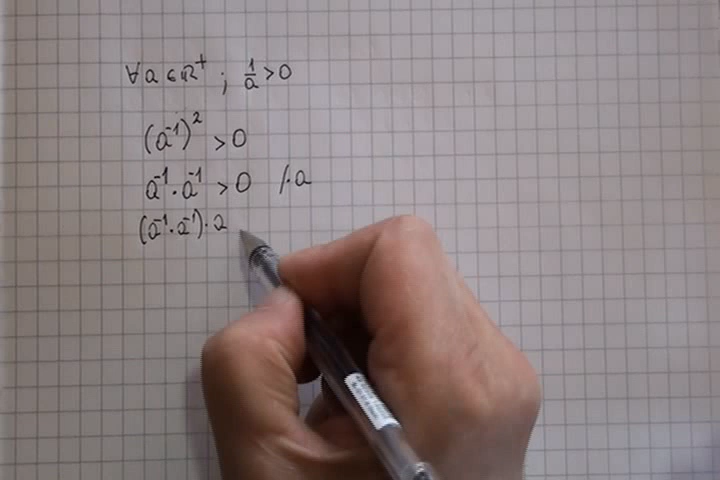 ∀a∈ℝ⁺ ; 1/a > 0
(a⁻¹)² > 0
a⁻¹ · a⁻¹ > 0 /· a
(a⁻¹ · a⁻¹) · a